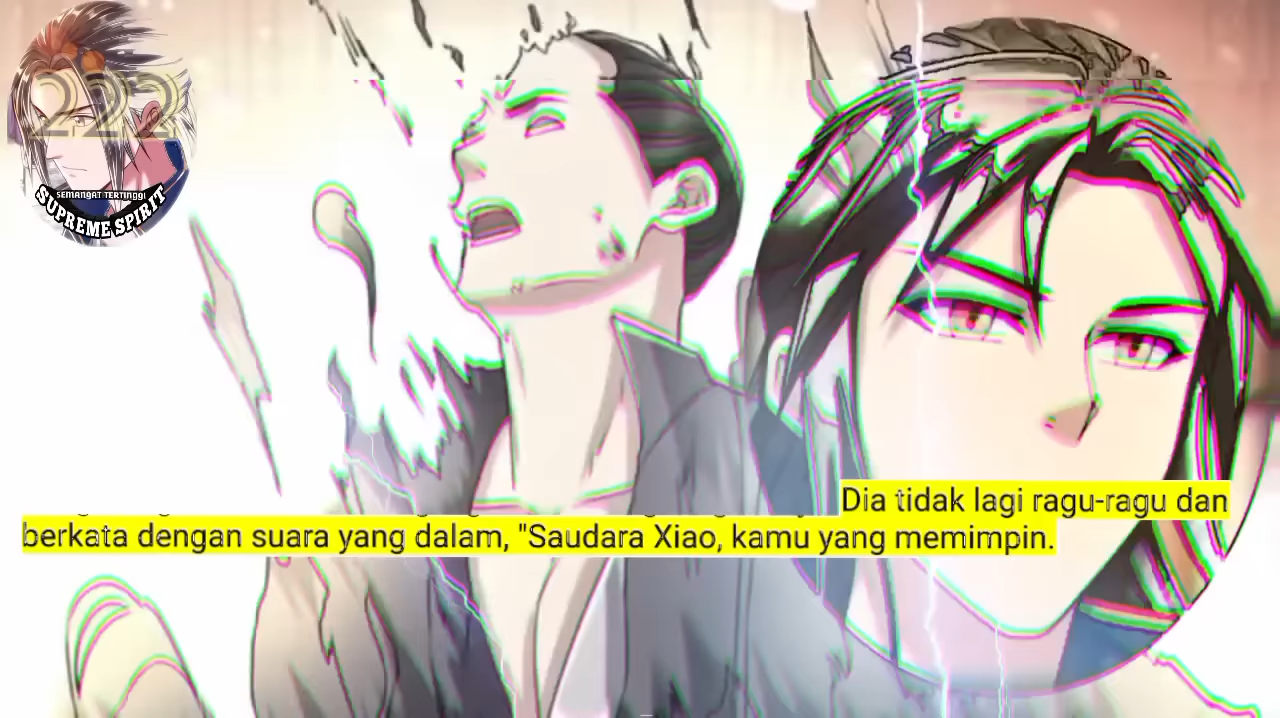 222
SEMANGAT TERTINGGI
SUPREME SPIRIT
Dia tidak lagi ragu-ragu dan
berkata dengan suara yang dalam, "Saudara Xiao, kamu yang memimpin.